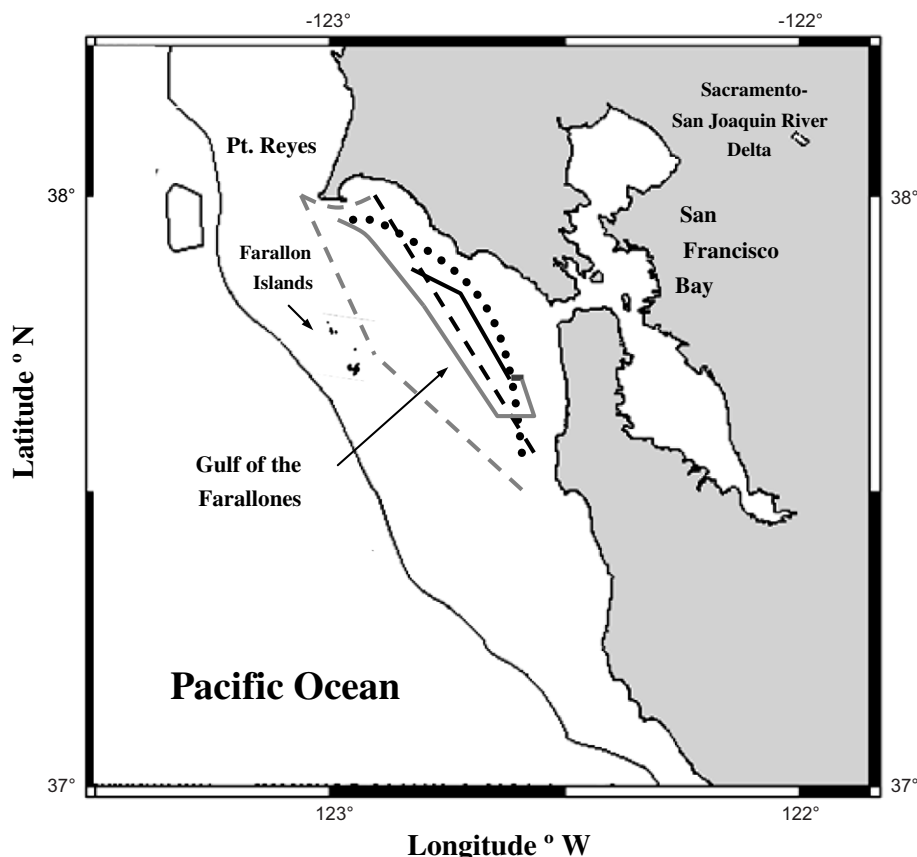 -123°
-122°
Sacramento-
San Joaquin River
Delta
Pt. Reyes
38°
38°
San
Francisco
Bay
Farallon
Islands
Latitude º N
Gulf of the
Farallones
Pacific Ocean
37°
37°
123°
122°
Longitude º W